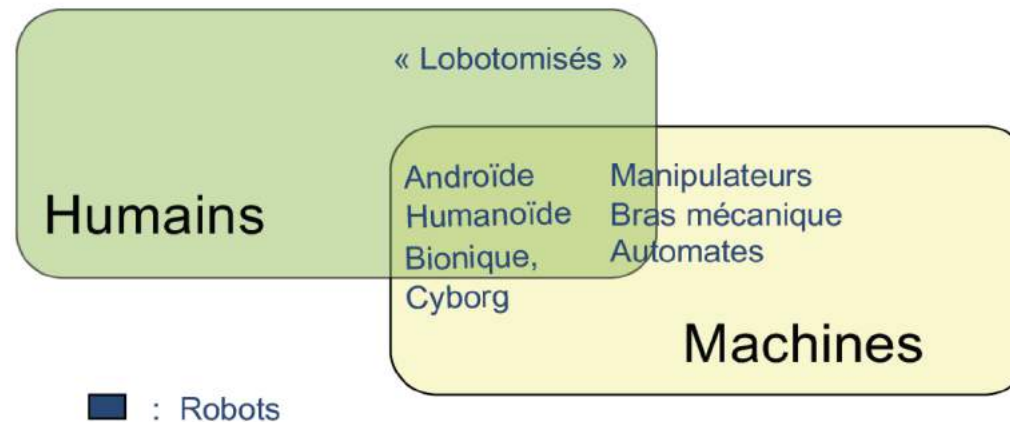 « Lobotomisés »
Humains
Androïde
Humanoïde
Bionique,
Cyborg
Manipulateurs
Bras mécanique
Automates
Machines
: Robots